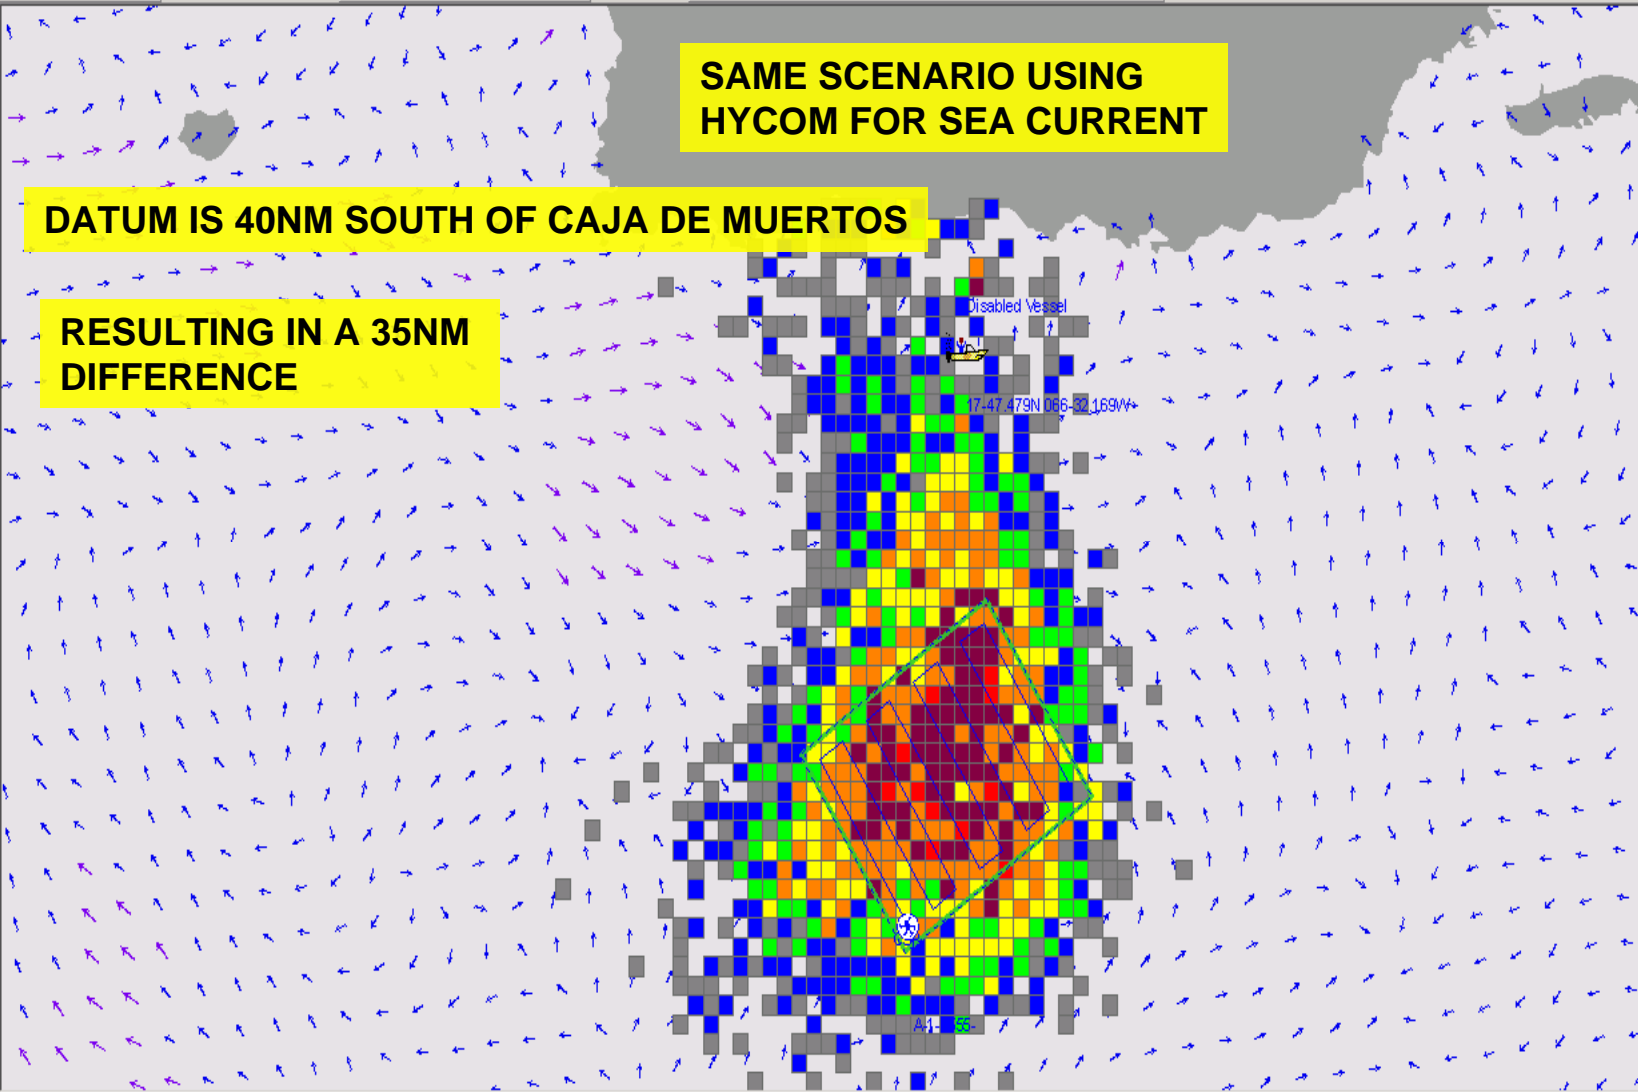 SAME SCENARIO USING
HYCOM FOR SEA CURRENT
DATUM IS 40NM SOUTH OF CAJA DE MUERTOS
RESULTING IN A 35NM
DIFFERENCE
Disabled Vessel
17-47.479N 066-32.169W